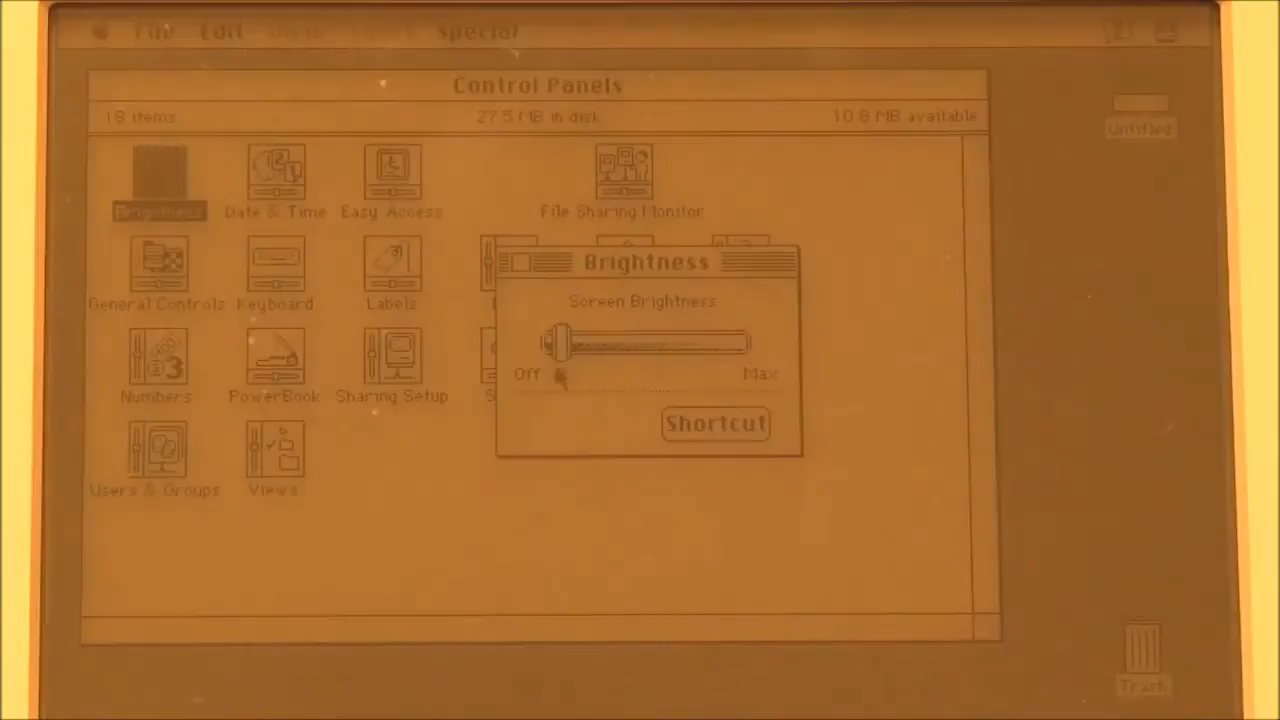 File Edit View Label Special
Control Panels
18 items 27.5 MB in disk 10.8 MB available
Untitled
Brightness Date & Time Easy Access File Sharing Monitor
General Controls Keyboard Labels
Brightness
Screen Brightness
Off Max
Numbers PowerBook Sharing Setup S
Shortcut
Users & Groups Views
Trash